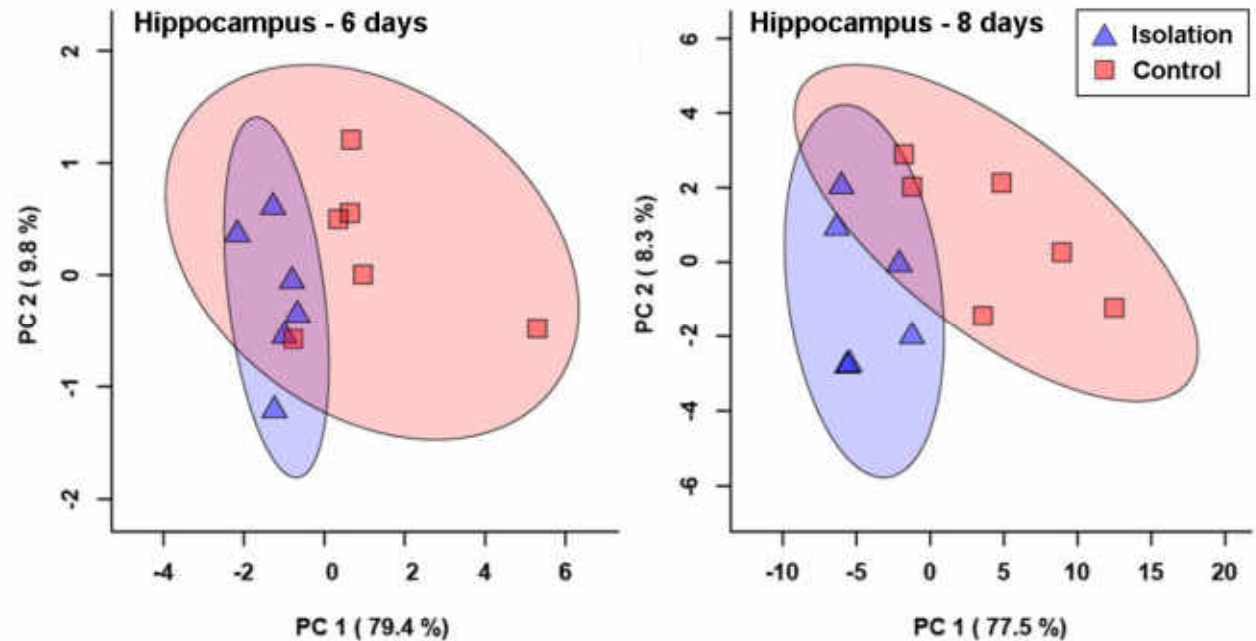 Hippocampus - 6 days
2
1
0
-1
-2
PC 2 ( 9.8 %)
-4 -2 0 2 4 6
PC 1 ( 79.4 %)
Hippocampus - 8 days
Isolation
Control
6
4
2
0
-2
-4
-6
PC 2 ( 8.3 %)
-10 -5 0 5 10 15 20
PC 1 ( 77.5 %)